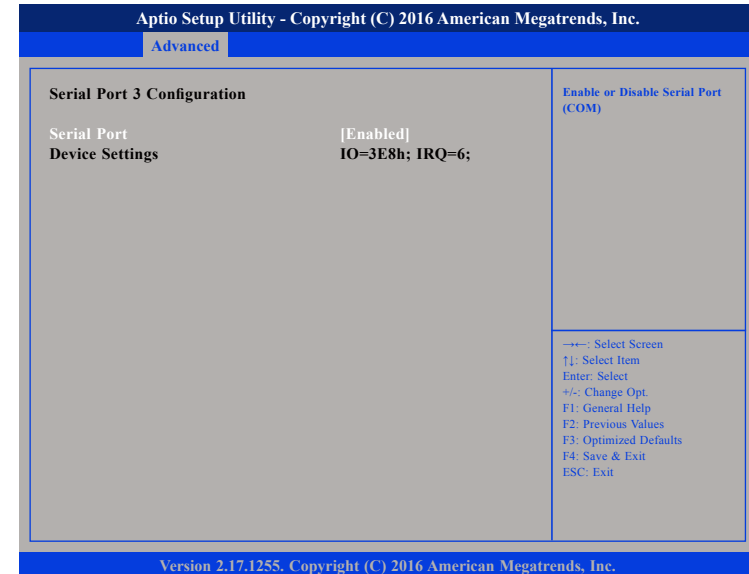 Aptio Setup Utility - Copyright (C) 2016 American Megatrends, Inc.
Advanced
Serial Port 3 Configuration
Serial Port [Enabled]
Device Settings IO=3E8h; IRQ=6;
Enable or Disable Serial Port
(COM)
→←: Select Screen
↑↓: Select Item
Enter: Select
+/-: Change Opt.
F1: General Help
F2: Previous Values
F3: Optimized Defaults
F4: Save & Exit
ESC: Exit
Version 2.17.1255. Copyright (C) 2016 American Megatrends, Inc.